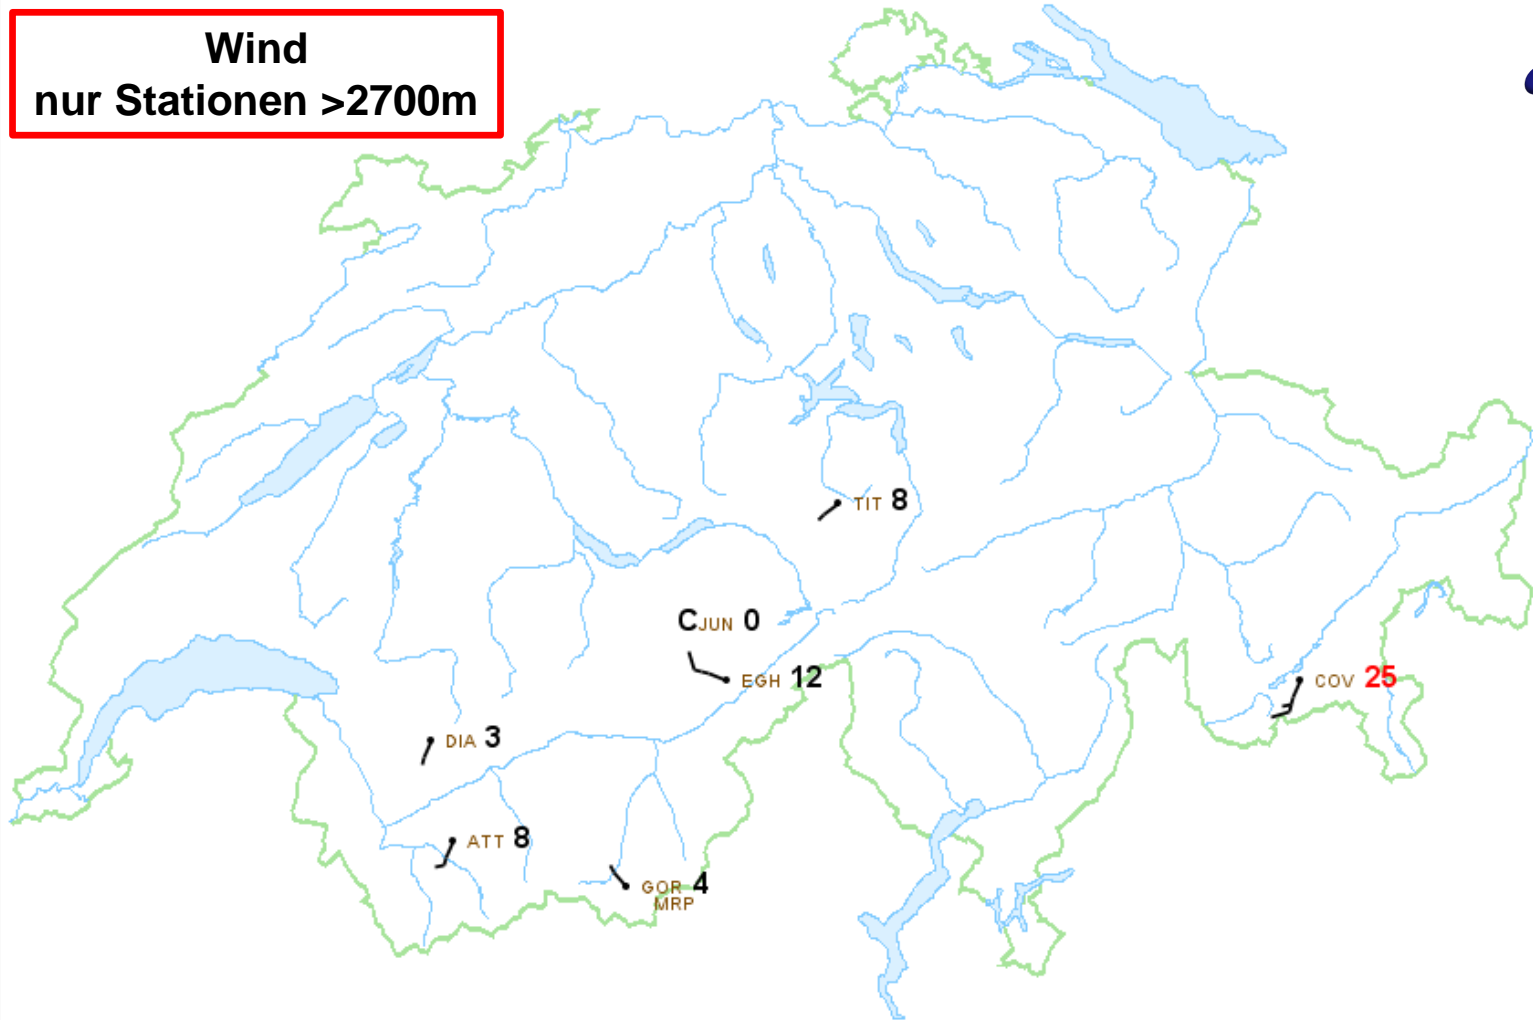 Wind
nur Stationen >2700m
TIT 8
CJUN 0
EGH 12
COV 25
DIA 3
ATT 8
GOR 4
MRP